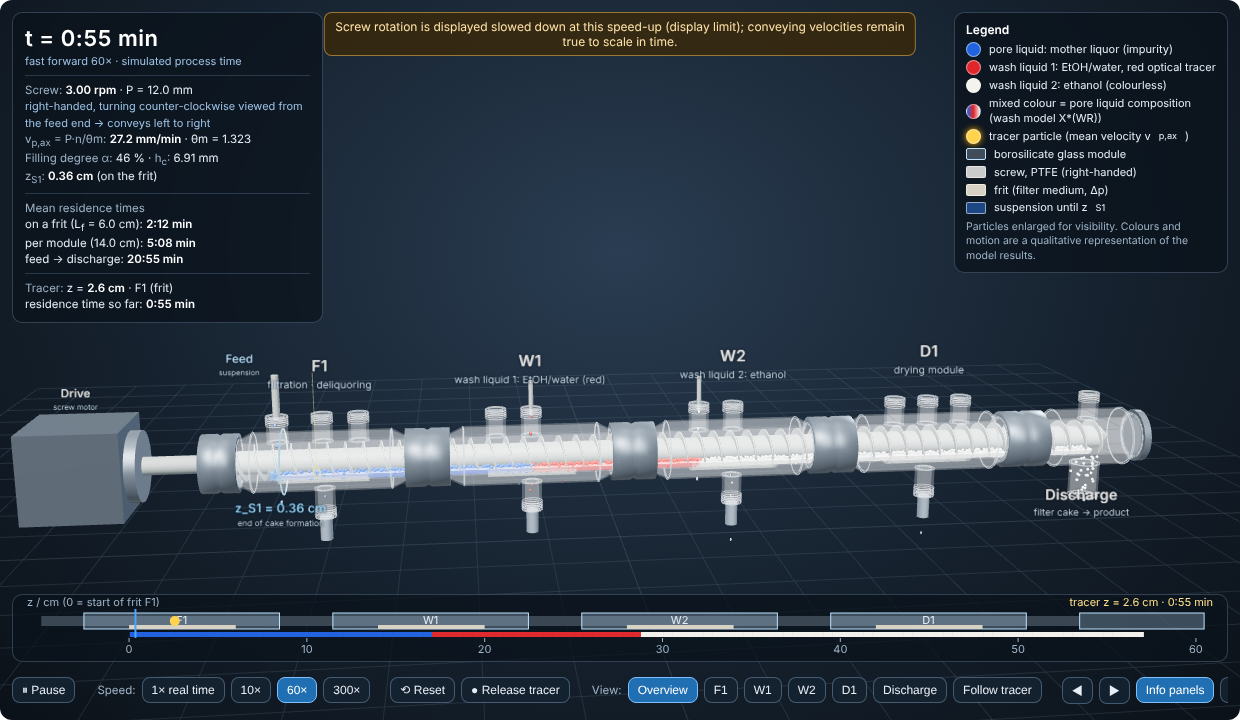 t = 0:55 min
fast forward 60× · simulated process time
Screw: 3.00 rpm · P = 12.0 mm
right-handed, turning counter-clockwise viewed from
the feed end → conveys left to right
vp,ax = P·n/θm: 27.2 mm/min · θm = 1.323
Filling degree α: 46 % · hc: 6.91 mm
zS1: 0.36 cm (on the frit)
Mean residence times
on a frit (Lf = 6.0 cm): 2:12 min
per module (14.0 cm): 5:08 min
feed → discharge: 20:55 min
Tracer: z = 2.6 cm · F1 (frit)
residence time so far: 0:55 min
Screw rotation is displayed slowed down at this speed-up (display limit); conveying velocities remain
true to scale in time.
Legend
pore liquid: mother liquor (impurity)
wash liquid 1: EtOH/water, red optical tracer
wash liquid 2: ethanol (colourless)
mixed colour = pore liquid composition
(wash model X*(WR))
tracer particle (mean velocity v p,ax )
borosilicate glass module
screw, PTFE (right-handed)
frit (filter medium, Δp)
suspension until z S1
Particles enlarged for visibility. Colours and
motion are a qualitative representation of the
model results.
Drive
screw motor
Feed
suspension
F1
filtration · deliquoring
W1
wash liquid 1: EtOH/water (red)
W2
wash liquid 2: ethanol
D1
drying module
z_S1 = 0.36 cm
end of cake formation
Discharge
filter cake → product
z / cm (0 = start of frit F1)
tracer z = 2.6 cm · 0:55 min
F1 W1 W2 D1
0 10 20 30 40 50 60
⏸ Pause Speed: 1× real time 10× 60× 300× ⟲ Reset ● Release tracer View: Overview F1 W1 W2 D1 Discharge Follow tracer ◀ ▶ Info panels